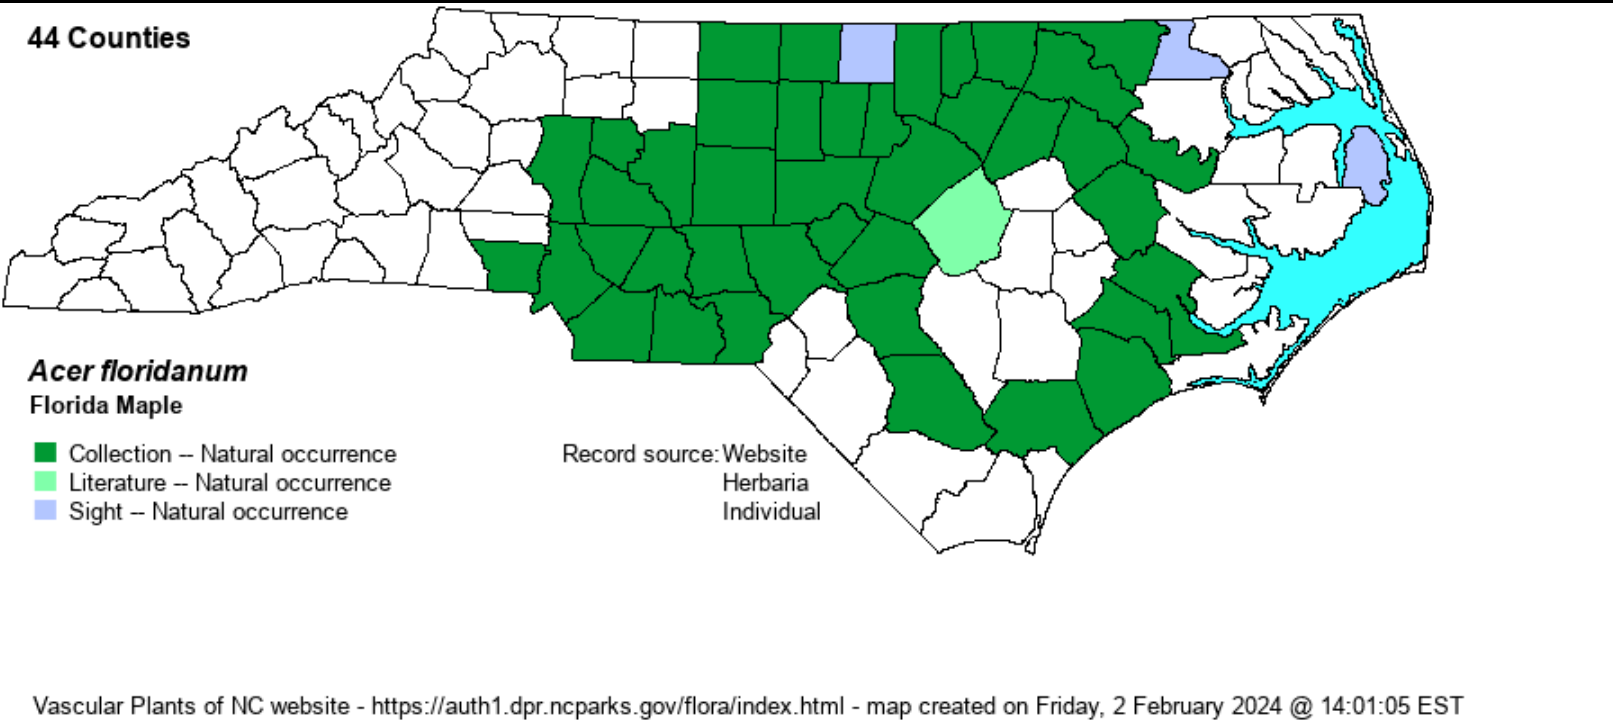 44 Counties
Acer floridanum
Florida Maple
Collection -- Natural occurrence
Literature -- Natural occurrence
Sight -- Natural occurrence
Record source: Website
Herbaria
Individual
Vascular Plants of NC website - https://auth1.dpr.ncparks.gov/flora/index.html - map created on Friday, 2 February 2024 @ 14:01:05 EST